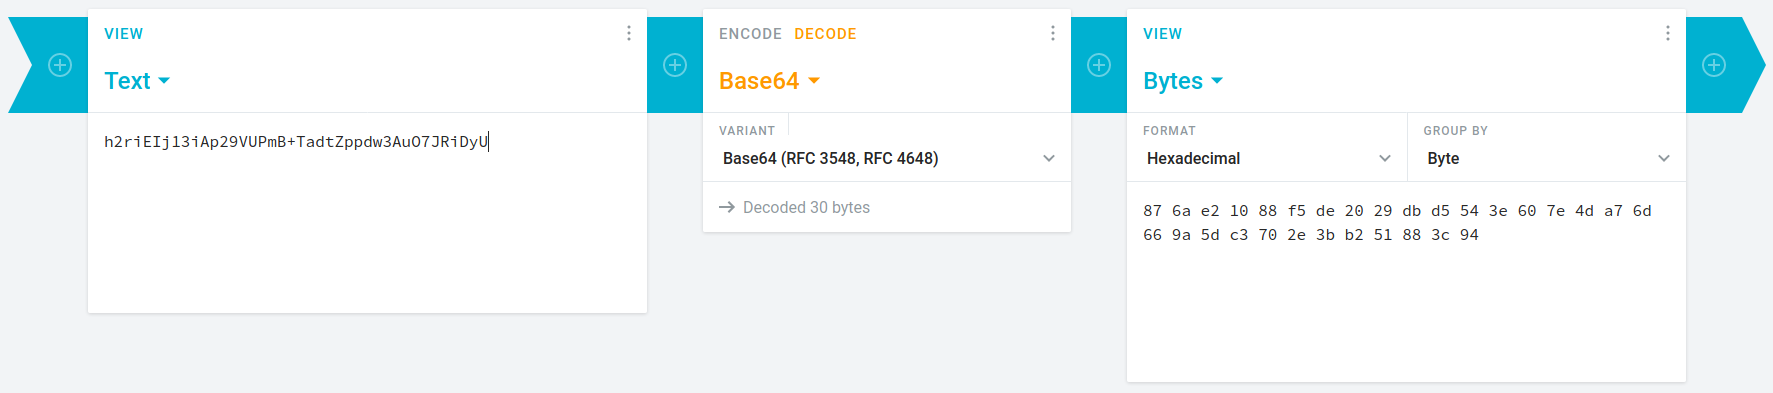 VIEW
Text
h2riEIj13iAp29VUPmB+TadtZppdw3AuO7JRiDyU
ENCODE DECODE
Base64
VARIANT
Base64 (RFC 3548, RFC 4648)
Decoded 30 bytes
VIEW
Bytes
FORMAT
Hexadecimal
GROUP BY
Byte
87 6a e2 10 88 f5 de 20 29 db d5 54 3e 60 7e 4d a7 6d
66 9a 5d c3 70 2e 3b b2 51 88 3c 94